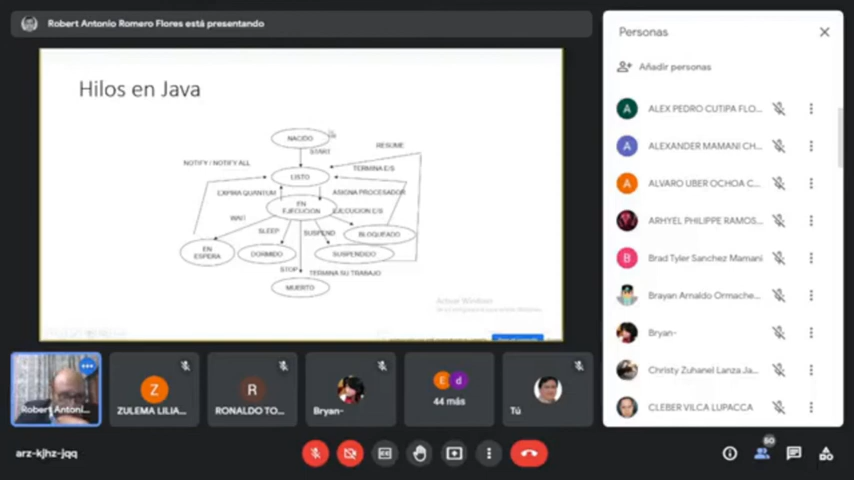 Robert Antonio Romero Flores está presentando
Hilos en Java
NACIDO
START
RESUME
NOTIFY / NOTIFY ALL
TERMINA E/S
LISTO
EXPIRA QUANTUM
ASIGNA PROCESADOR
EN
EJECUCION
EJECUCION E/S
WAIT
SLEEP
SUSPEND
BLOQUEADO
EN
ESPERA
DORMIDO
SUSPENDIDO
STOP
TERMINA SU TRABAJO
MUERTO
Activar Windows
Personas
Añadir personas
A
ALEX PEDRO CUTIPA FLO...
A
ALEXANDER MAMANI CH...
A
ALVARO UBER OCHOA C...
ARHYEL PHILIPPE RAMOS...
B
Brad Tyler Sanchez Mamani
Brayan Arnaldo Ormache...
Bryan-
Christy Zuhanei Lanza Ja...
CLEBER VILCA LUPACCA
Robert Antoni...
Z
ZULEMA LILIA...
R
RONALDO TO...
Bryan-
E
d
44 más
Tú
arz-kjhz-jqq
60